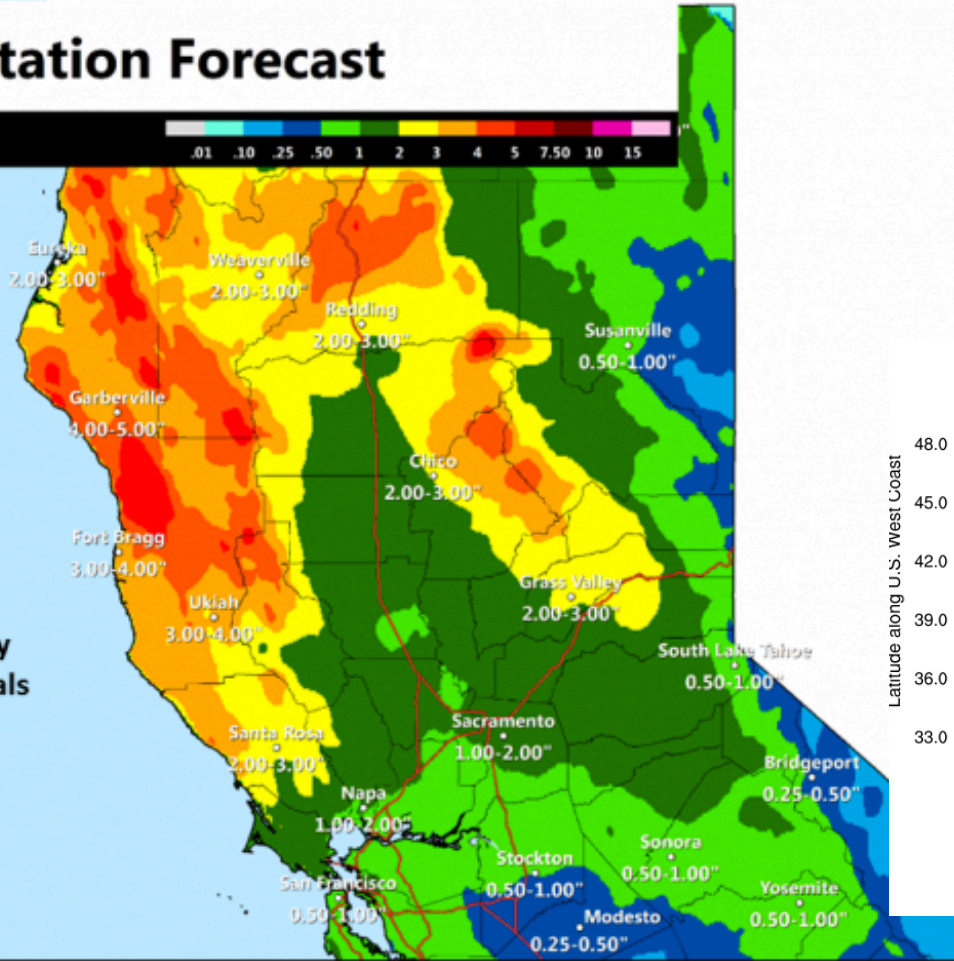 tation Forecast
"
.01 .10 .25 .50 1 2 3 4 5 7.50 10 15
Eureka
2.00-3.00"
Weaverville
2.00-3.00"
Redding
2.00-3.00"
Susanville
0.50-1.00"
Garberville
4.00-5.00"
Chico
2.00-3.00"
Fort Bragg
3.00-4.00"
Grass Valley
2.00-3.00"
Ukiah
3.00-4.00"
y
als
South Lake Tahoe
0.50-1.00"
Santa Rosa
2.00-3.00"
Sacramento
1.00-2.00"
Bridgeport
0.25-0.50"
Napa
1.00-2.00"
Sonora
0.50-1.00"
Stockton
0.50-1.00"
San Francisco
0.50-1.00"
Yosemite
0.50-1.00"
Modesto
0.25-0.50"
Latitude along U.S. West Coast
48.0
45.0
42.0
39.0
36.0
33.0